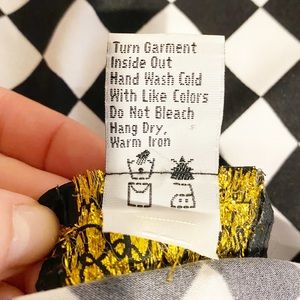 Turn Garment
Inside Out
Hand Wash Cold
With Like Colors
Do Not Bleach
Hang Dry,
Warm Iron